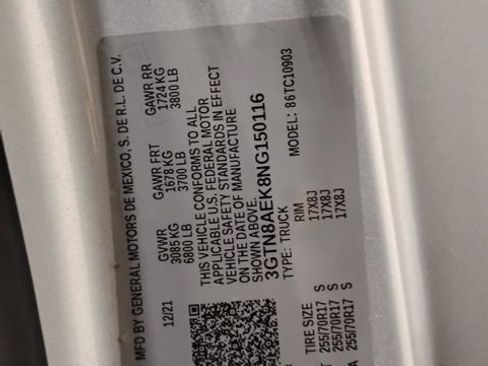 MFD BY GENERAL MOTORS DE MEXICO, S. DE R.L. DE C.V.
12/21 GVWR GAWR FRT GAWR RR
3085 KG 1678 KG 1724 KG
6800 LB 3700 LB 3800 LB
THIS VEHICLE CONFORMS TO ALL
APPLICABLE U.S. FEDERAL MOTOR
VEHICLE SAFETY STANDARDS IN EFFECT
ON THE DATE OF MANUFACTURE
SHOWN ABOVE.
3GTN8AEK8NG150116
TYPE: TRUCK MODEL: 86TC10903
TIRE SIZE RIM
255/70R17 S 17X8J
255/70R17 S 17X8J
255/70R17 S 17X8J